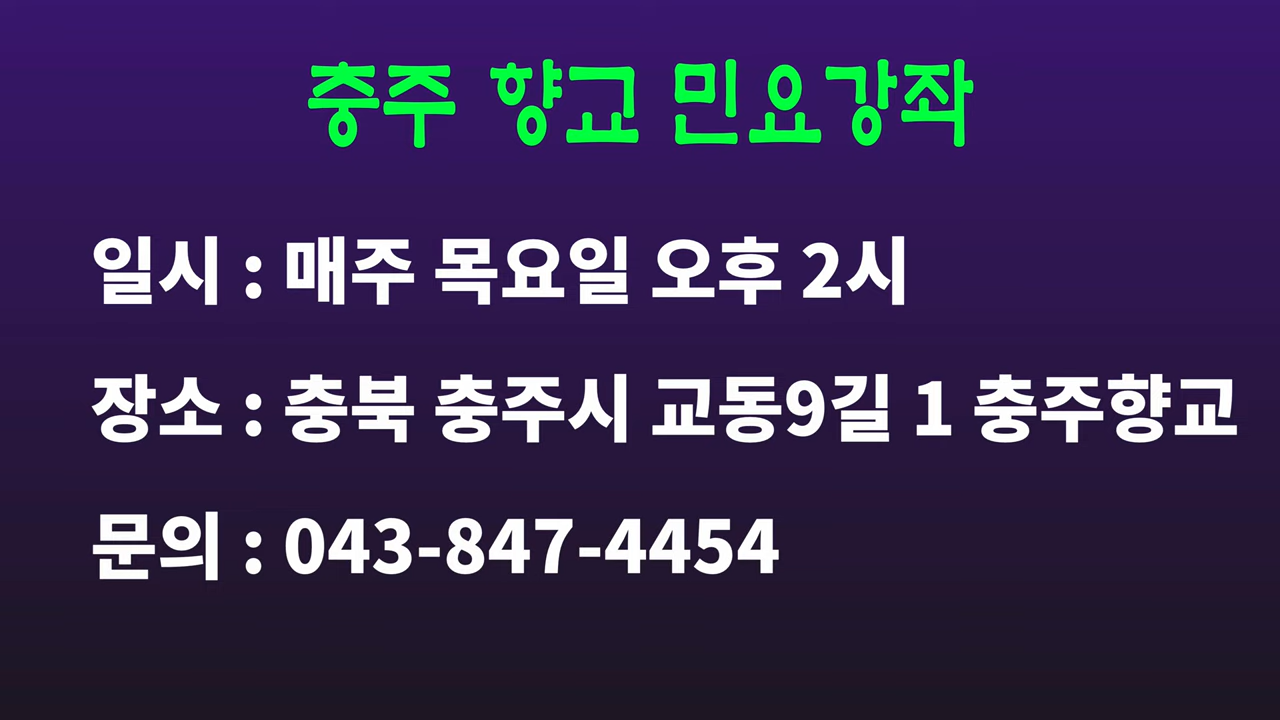 충주 향교 민요강좌
일시 : 매주 목요일 오후 2시
장소 : 충북 충주시 교동9길 1 충주향교
문의 : 043-847-4454